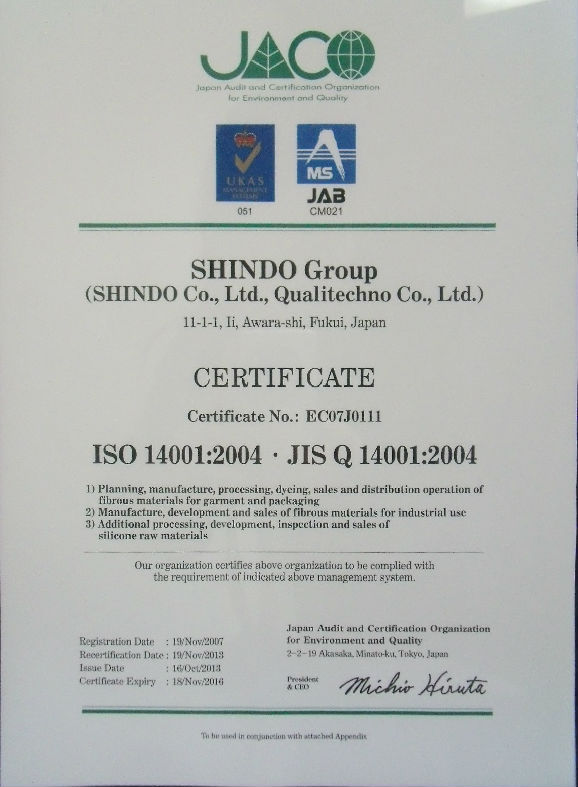 JACO
Japan Audit and Certification Organization
for Environment and Quality
UKAS
MANAGEMENT
SYSTEMS
051
MS
JAB
CM021
SHINDO Group
(SHINDO Co., Ltd., Qualitechno Co., Ltd.)
11-1-1, Ii, Awara-shi, Fukui, Japan
CERTIFICATE
Certificate No.: EC07J0111
ISO 14001:2004 · JIS Q 14001:2004
1) Planning, manufacture, processing, dyeing, sales and distribution operation of
fibrous materials for garment and packaging
2) Manufacture, development and sales of fibrous materials for industrial use
3) Additional processing, development, inspection and sales of
silicone raw materials
Our organization certifies above organization to be complied with
the requirement of indicated above management system.
Registration Date : 19/Nov/2007
Recertification Date : 19/Nov/2013
Issue Date : 16/Oct/2013
Certificate Expiry : 18/Nov/2016
Japan Audit and Certification Organization
for Environment and Quality
2-2-19 Akasaka, Minato-ku, Tokyo, Japan
President
& CEO
Michio Hiruta
To be used in conjunction with attached Appendix